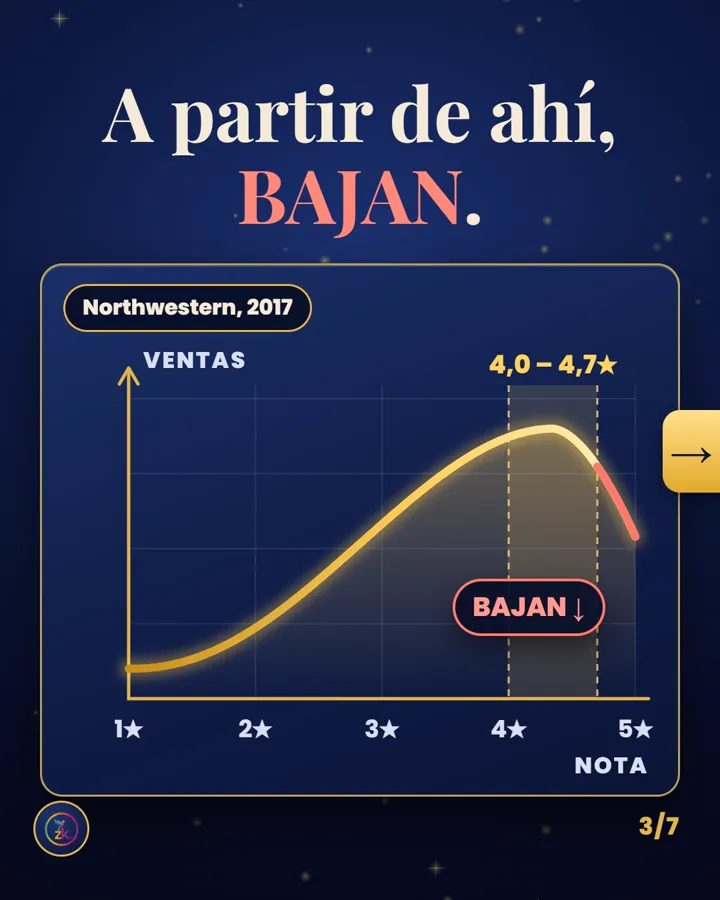 A partir de ahí,
BAJAN.
Northwestern, 2017
VENTAS
4,0 – 4,7★
→
BAJAN ↓
1★ 2★ 3★ 4★ 5★
NOTA
zk
3/7